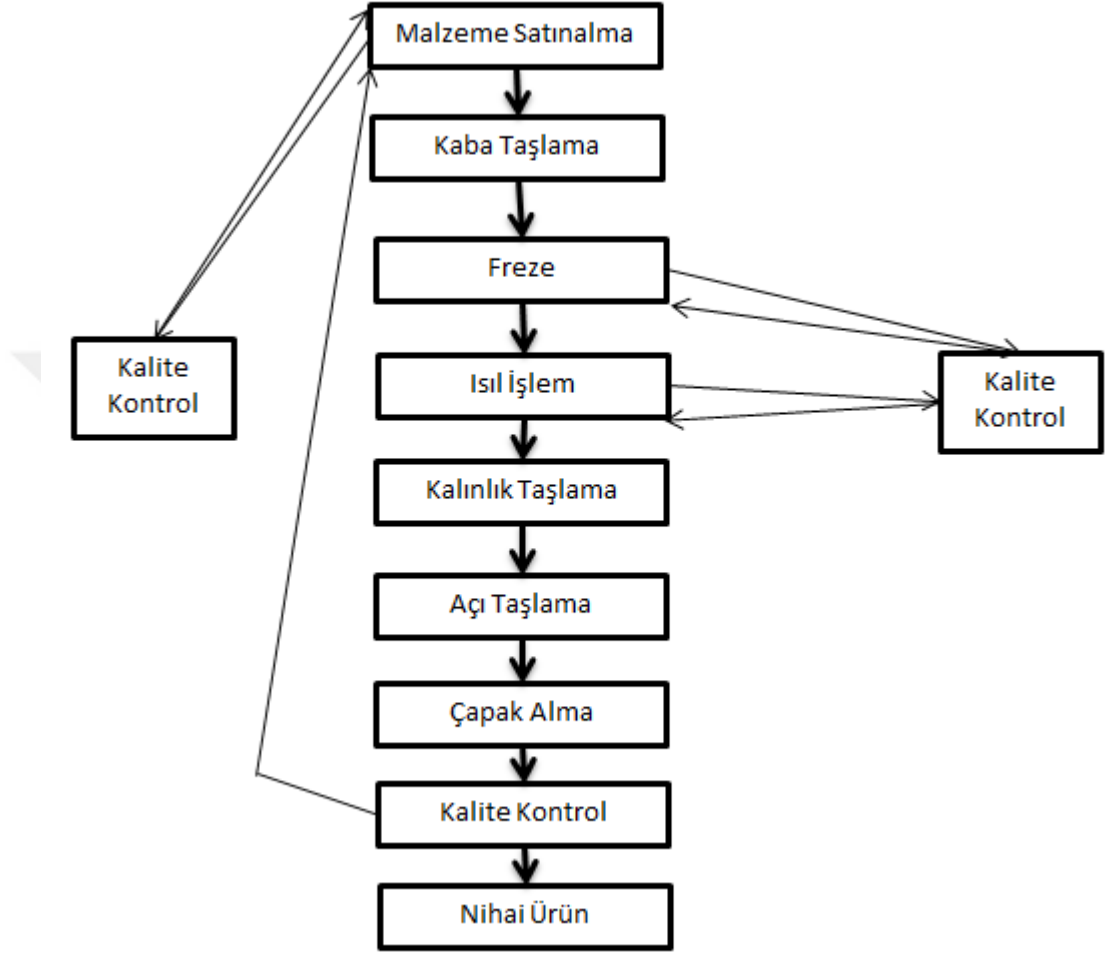 Malzeme Satınalma
Kaba Taşlama
Freze
Kalite
Kontrol
Isıl İşlem
Kalite
Kontrol
Kalınlık Taşlama
Açı Taşlama
Çapak Alma
Kalite Kontrol
Nihai Ürün